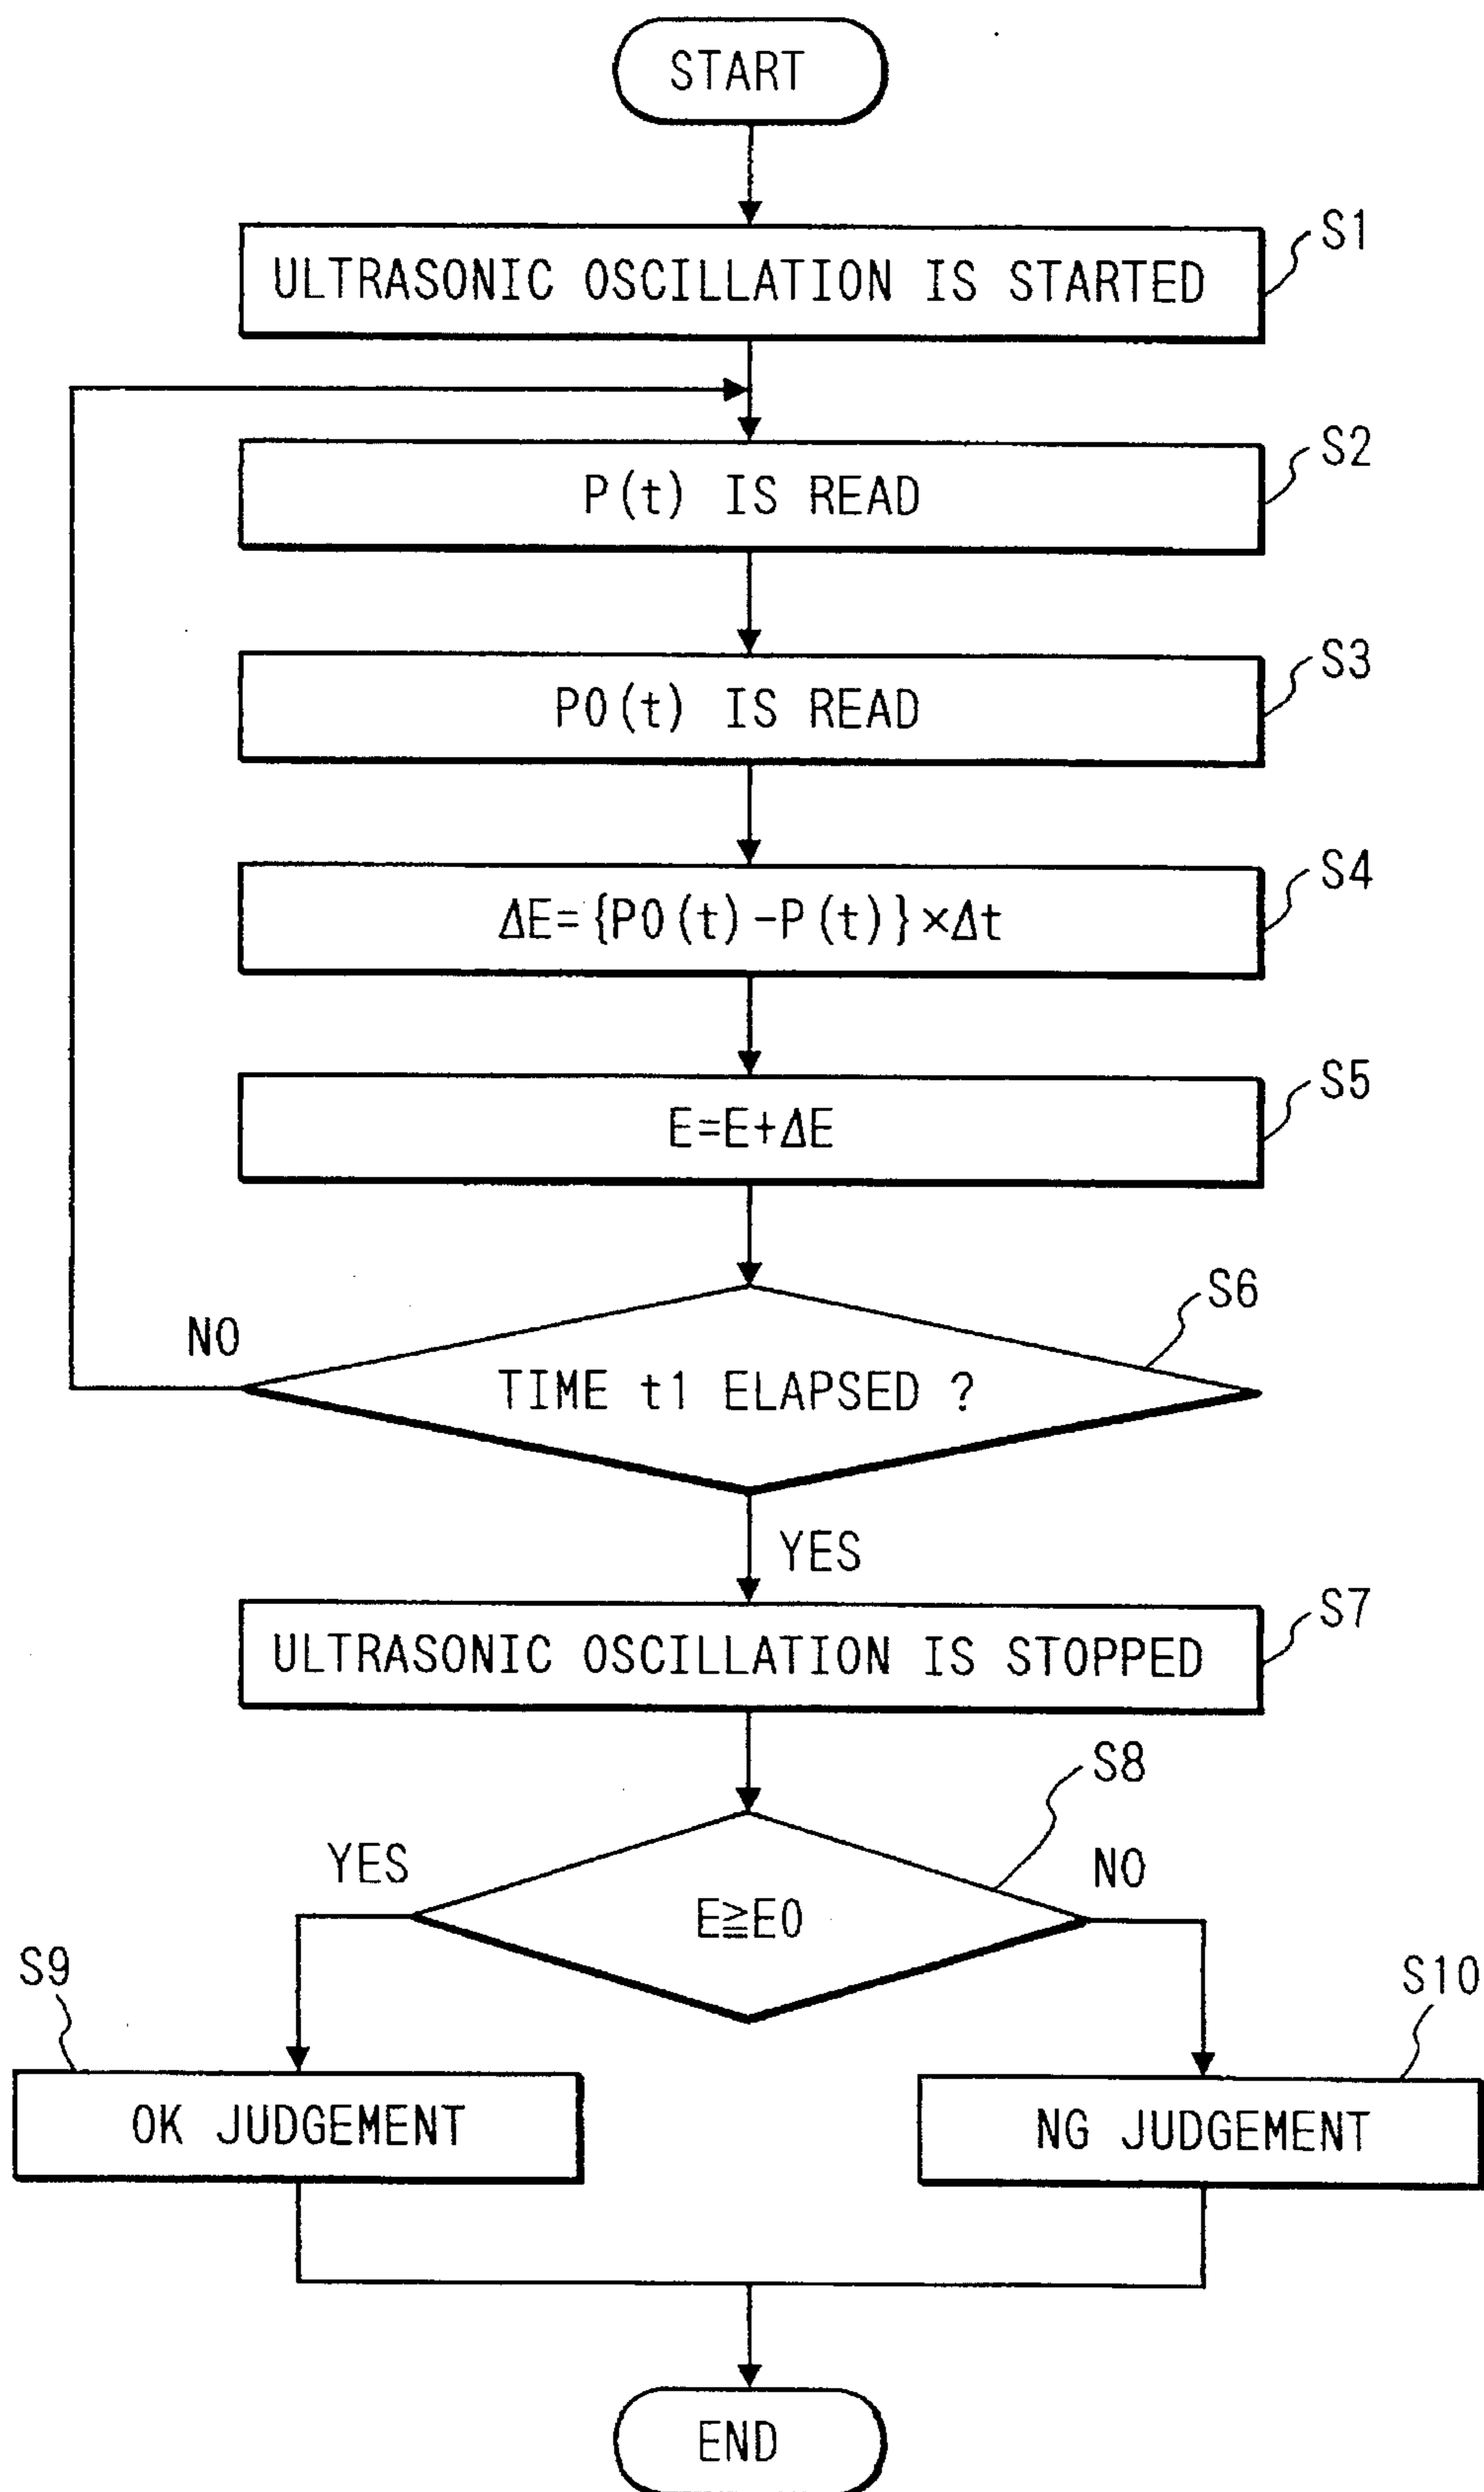 START
S1
ULTRASONIC OSCILLATION IS STARTED
S2
P(t) IS READ
S3
P0(t) IS READ
S4
ΔE={P0(t)-P(t)}×Δt
S5
E=E+ΔE
S6
NO
TIME t1 ELAPSED ?
YES
S7
ULTRASONIC OSCILLATION IS STOPPED
S8
YES
NO
E≧E0
S9
S10
OK JUDGEMENT
NG JUDGEMENT
END